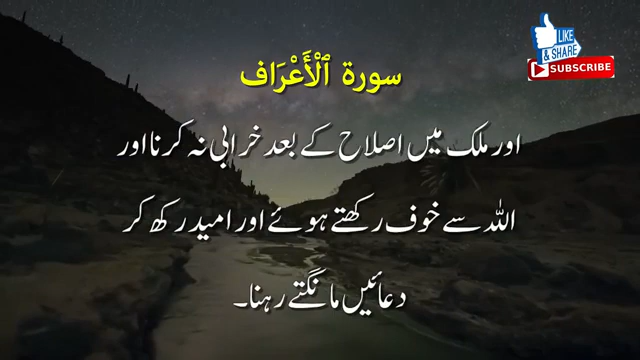 سورة ٱلْأَعْرَاف
LIKE
& SHARE
SUBSCRIBE
اور ملک میں اصلاح کے بعد خرابی نہ کرنا اور
اللہ سے خوف رکھتے ہوئے اور امید رکھ کر
دعائیں مانگتے رہنا۔